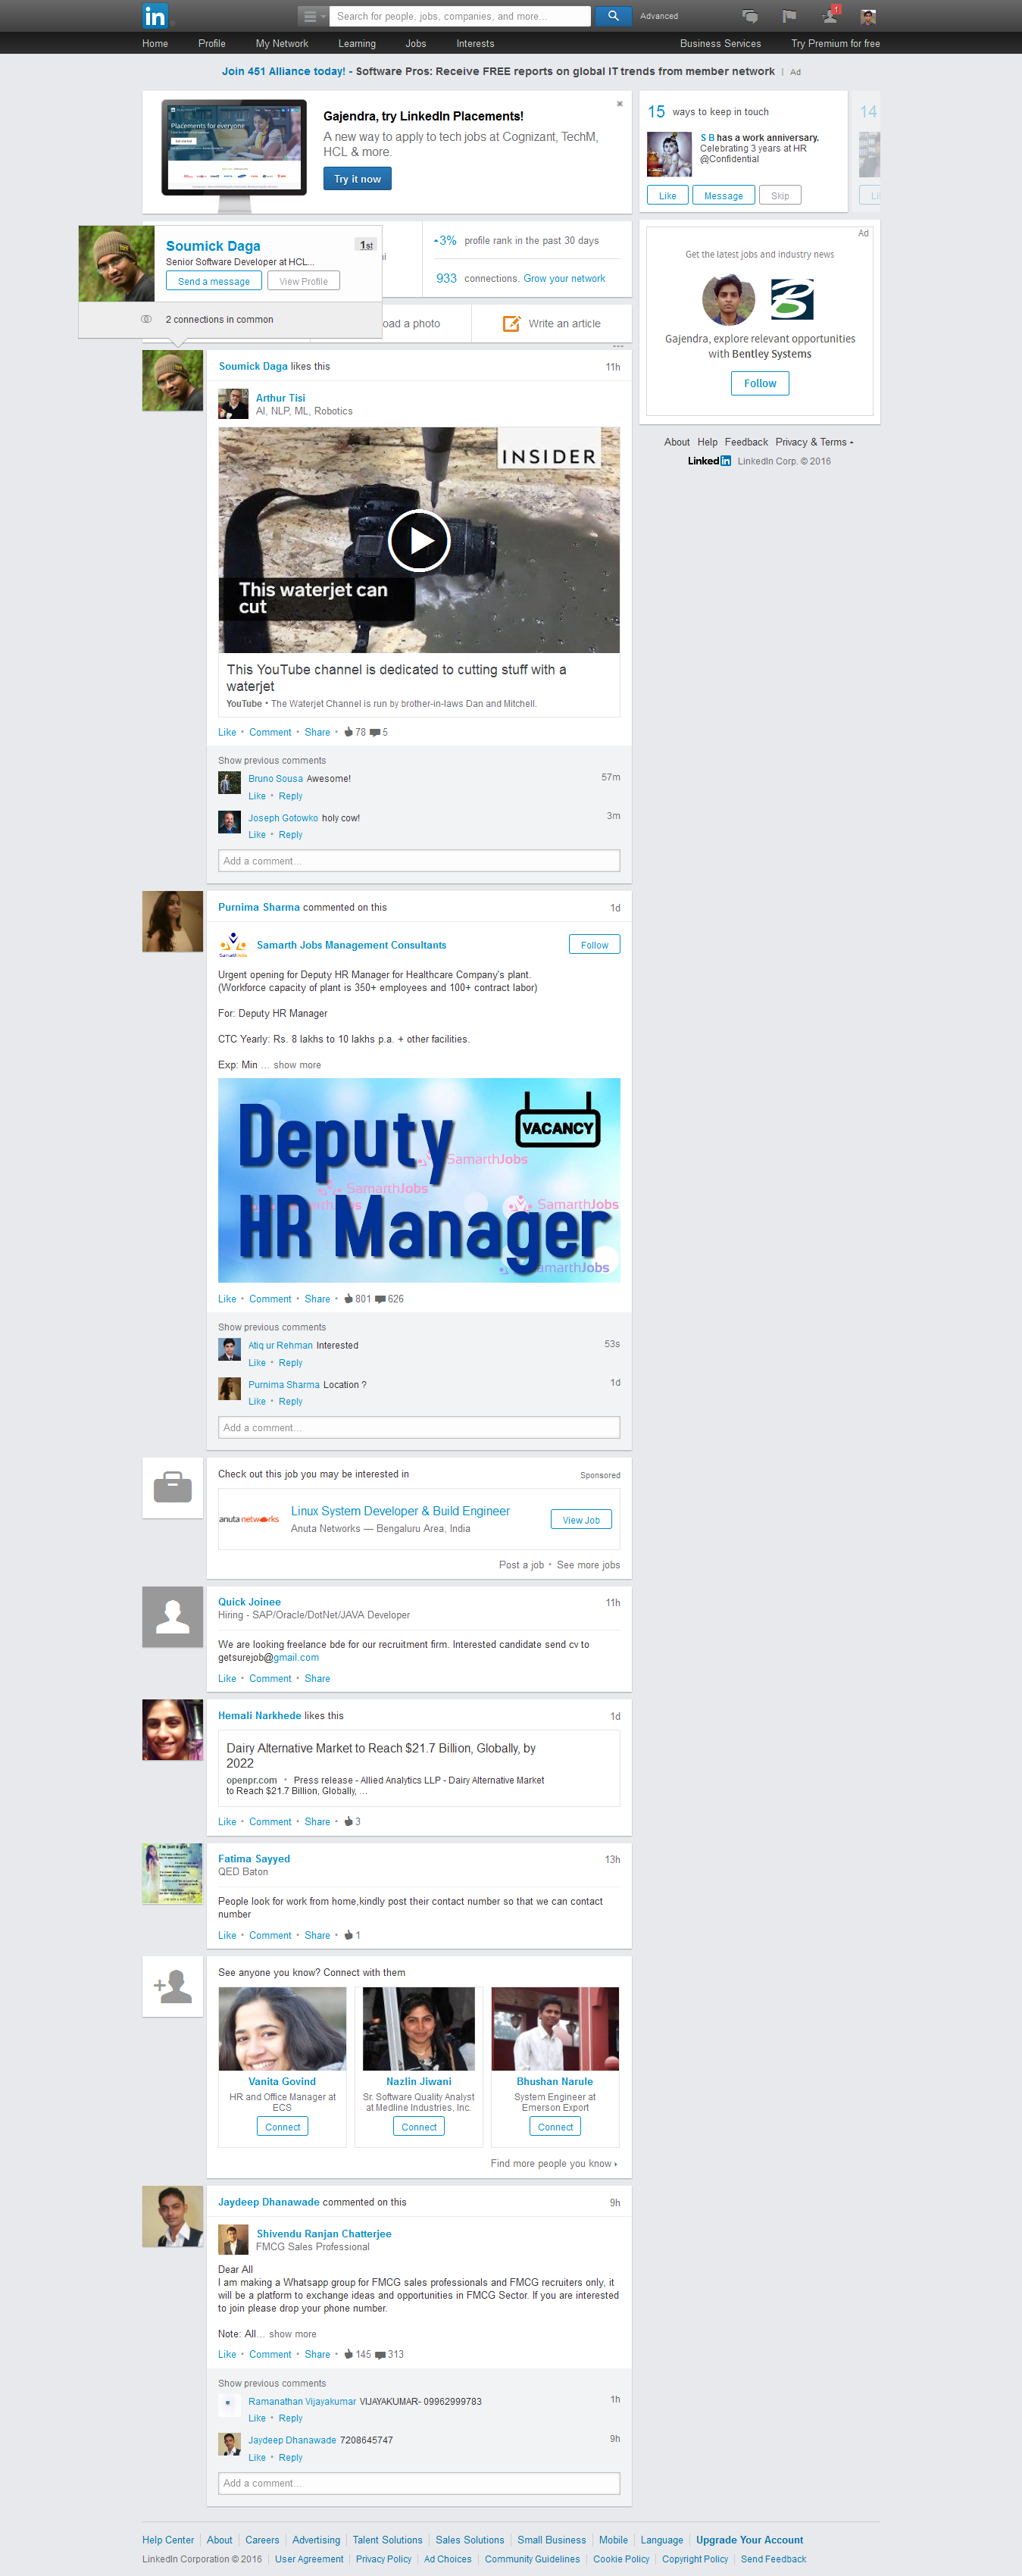 in
Search for people, jobs, companies, and more...
Advanced
1
Home Profile My Network Learning Jobs Interests Business Services Try Premium for free
Join 451 Alliance today! - Software Pros: Receive FREE reports on global IT trends from member network | Ad
Placements for everyone
Gajendra, try LinkedIn Placements!
A new way to apply to tech jobs at Cognizant, TechM,
HCL & more.
Try it now
15 ways to keep in touch
S B has a work anniversary.
Celebrating 3 years at HR
@Confidential
Like Message Skip
14
Soumick Daga 1st
Senior Software Developer at HCL...
Send a message View Profile
2 connections in common
3% profile rank in the past 30 days
933 connections. Grow your network
oad a photo
Write an article
Ad
Get the latest jobs and industry news
Gajendra, explore relevant opportunities
with Bentley Systems
Follow
About Help Feedback Privacy & Terms
Linked in LinkedIn Corp. © 2016
Soumick Daga likes this 11h
Arthur Tisi
AI, NLP, ML, Robotics
INSIDER
This waterjet can
cut
This YouTube channel is dedicated to cutting stuff with a
waterjet
YouTube • The Waterjet Channel is run by brother-in-laws Dan and Mitchell.
Like • Comment • Share • 78 5
Show previous comments
Bruno Sousa Awesome! 57m
Like • Reply
Joseph Gotowko holy cow! 3m
Like • Reply
Add a comment...
Purnima Sharma commented on this 1d
Samarth Jobs Management Consultants
Follow
Urgent opening for Deputy HR Manager for Healthcare Company's plant.
(Workforce capacity of plant is 350+ employees and 100+ contract labor)
For: Deputy HR Manager
CTC Yearly: Rs. 8 lakhs to 10 lakhs p.a. + other facilities.
Exp: Min ... show more
VACANCY
Deputy
HR Manager
SamarthJobs
SamarthJobs
SamarthJobs
SamarthJobs
Like • Comment • Share • 801 626
Show previous comments
Atiq ur Rehman Interested 53s
Like • Reply
Purnima Sharma Location ? 1d
Like • Reply
Add a comment...
Check out this job you may be interested in Sponsored
anuta networks
Linux System Developer & Build Engineer
Anuta Networks — Bengaluru Area, India
View Job
Post a job • See more jobs
Quick Joinee 11h
Hiring - SAP/Oracle/DotNet/JAVA Developer
We are looking freelance bde for our recruitment firm. Interested candidate send cv to
getsurejob@gmail.com
Like • Comment • Share
Hemali Narkhede likes this 1d
Dairy Alternative Market to Reach $21.7 Billion, Globally, by
2022
openpr.com • Press release - Allied Analytics LLP - Dairy Alternative Market
to Reach $21.7 Billion, Globally, ...
Like • Comment • Share • 3
Fatima Sayyed 13h
QED Baton
People look for work from home,kindly post their contact number so that we can contact
number
Like • Comment • Share • 1
See anyone you know? Connect with them
Vanita Govind
HR and Office Manager at
ECS
Connect
Nazlin Jiwani
Sr. Software Quality Analyst
at Medline Industries, Inc.
Connect
Bhushan Narule
System Engineer at
Emerson Export
Connect
Find more people you know
Jaydeep Dhanawade commented on this 9h
Shivendu Ranjan Chatterjee
FMCG Sales Professional
Dear All
I am making a Whatsapp group for FMCG sales professionals and FMCG recruiters only, it
will be a platform to exchange ideas and opportunities in FMCG Sector. If you are interested
to join please drop your phone number.
Note: All... show more
Like • Comment • Share • 145 313
Show previous comments
Ramanathan Vijayakumar VIJAYAKUMAR- 09962999783 1h
Like • Reply
Jaydeep Dhanawade 7208645747 9h
Like • Reply
Add a comment...
Help Center | About | Careers | Advertising | Talent Solutions | Sales Solutions | Small Business | Mobile | Language | Upgrade Your Account
LinkedIn Corporation © 2016 | User Agreement | Privacy Policy | Ad Choices | Community Guidelines | Cookie Policy | Copyright Policy | Send Feedback